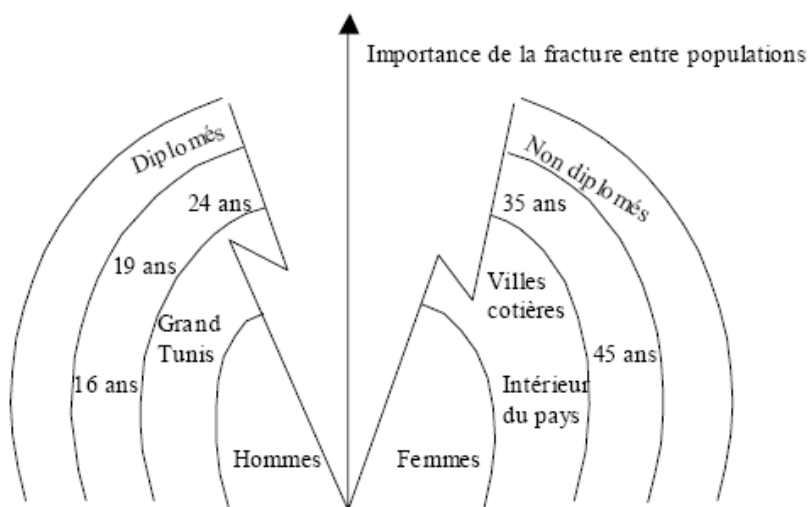 Importance de la fracture entre populations
Diplomés
Non diplomés
24 ans
35 ans
19 ans
Villes
cotières
Grand
Tunis
45 ans
16 ans
Intérieur
du pays
Hommes
Femmes